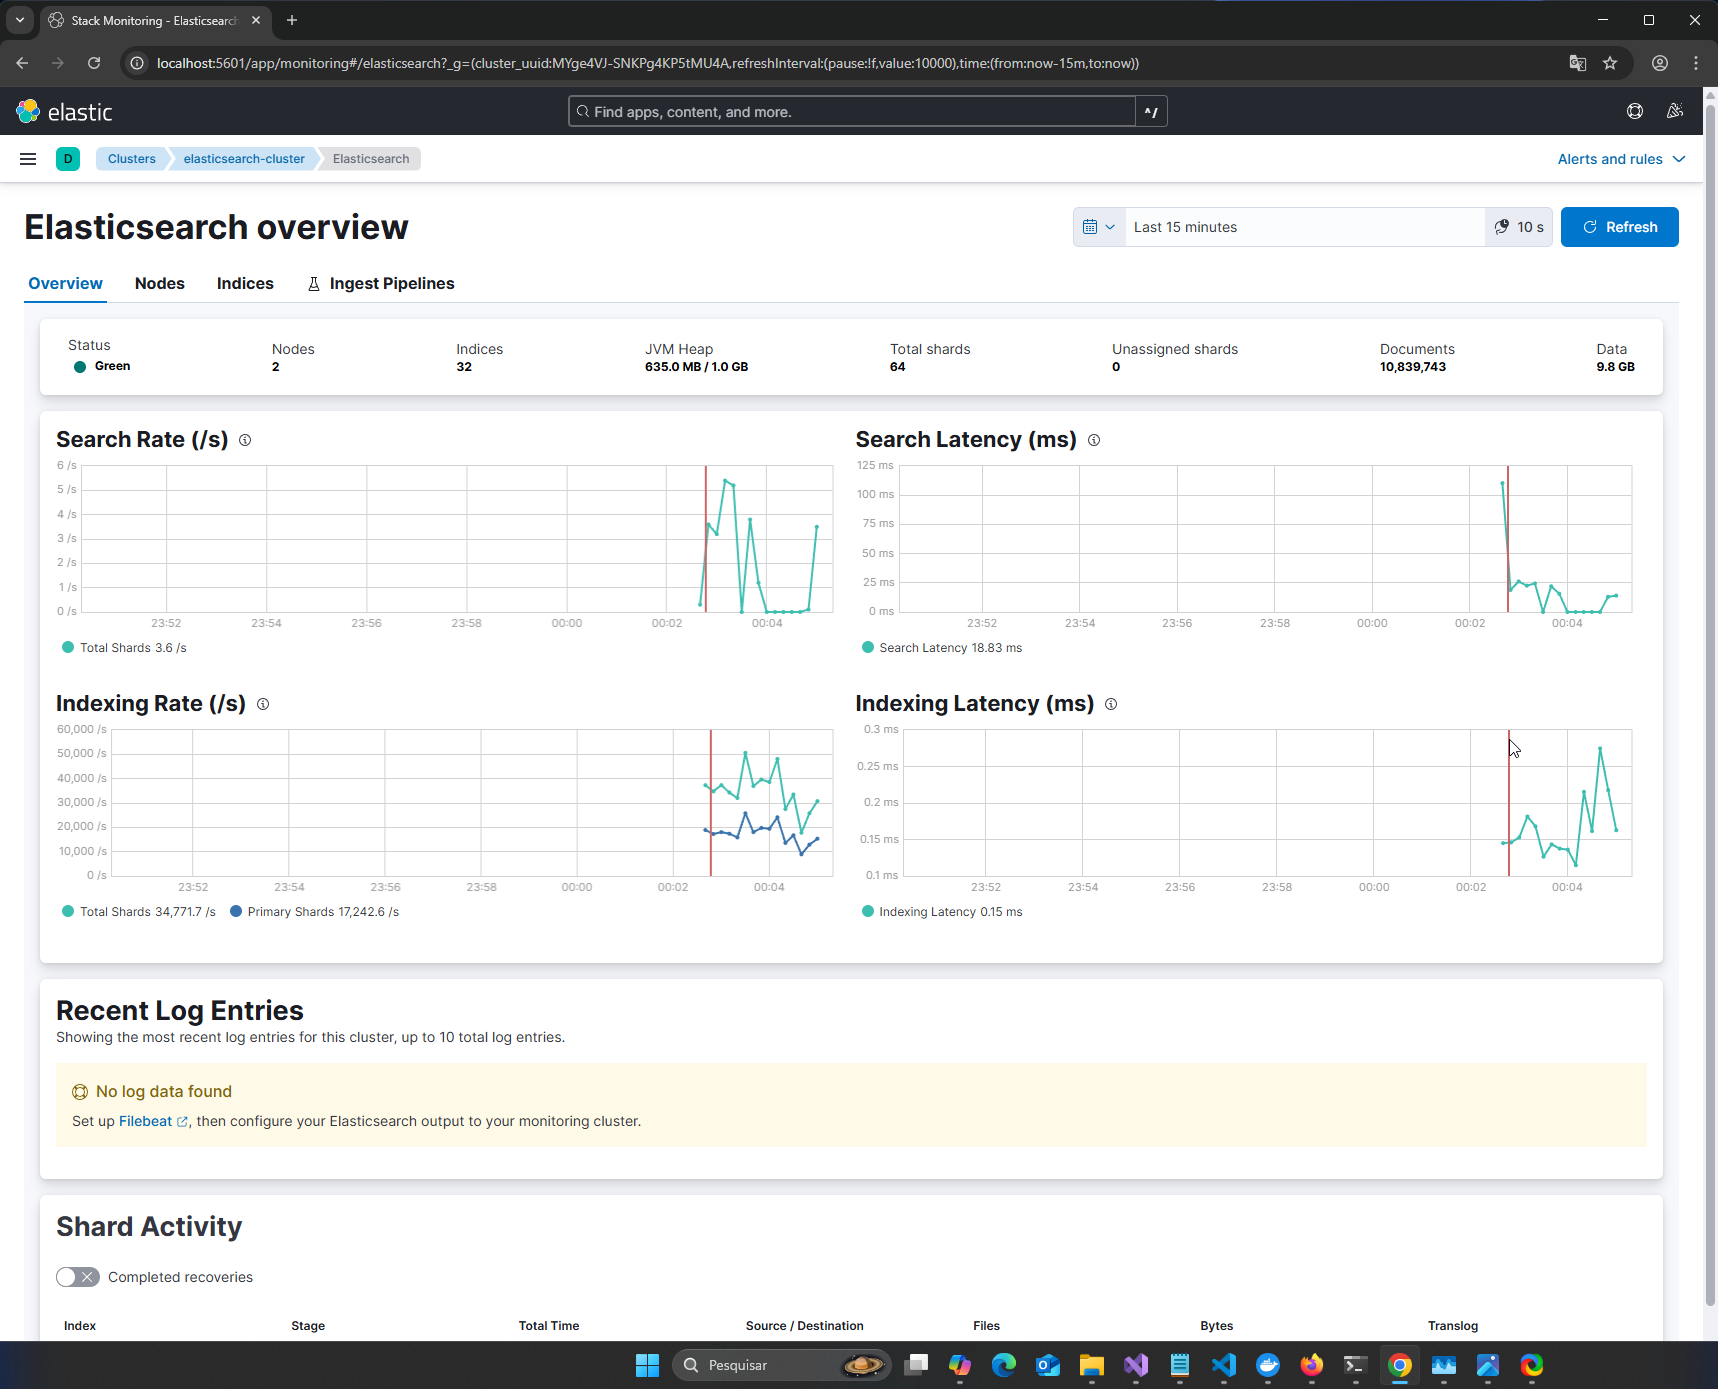 Stack Monitoring - Elasticsearch
localhost:5601/app/monitoring#/elasticsearch?_g=(cluster_uuid:MYge4VJ-SNKPg4KP5tMU4A,refreshInterval:(pause:!f,value:10000),time:(from:now-15m,to:now))
elastic
Find apps, content, and more.
^/
D
Clusters
elasticsearch-cluster
Elasticsearch
Alerts and rules
Elasticsearch overview
Last 15 minutes
10 s
Refresh
Overview
Nodes
Indices
Ingest Pipelines
Status
Green
Nodes
2
Indices
32
JVM Heap
635.0 MB / 1.0 GB
Total shards
64
Unassigned shards
0
Documents
10,839,743
Data
9.8 GB
Search Rate (/s)
6 /s
5 /s
4 /s
3 /s
2 /s
1 /s
0 /s
23:52 23:54 23:56 23:58 00:00 00:02 00:04
Total Shards 3.6 /s
Search Latency (ms)
125 ms
100 ms
75 ms
50 ms
25 ms
0 ms
23:52 23:54 23:56 23:58 00:00 00:02 00:04
Search Latency 18.83 ms
Indexing Rate (/s)
60,000 /s
50,000 /s
40,000 /s
30,000 /s
20,000 /s
10,000 /s
0 /s
23:52 23:54 23:56 23:58 00:00 00:02 00:04
Total Shards 34,771.7 /s Primary Shards 17,242.6 /s
Indexing Latency (ms)
0.3 ms
0.25 ms
0.2 ms
0.15 ms
0.1 ms
23:52 23:54 23:56 23:58 00:00 00:02 00:04
Indexing Latency 0.15 ms
Recent Log Entries
Showing the most recent log entries for this cluster, up to 10 total log entries.
No log data found
Set up Filebeat, then configure your Elasticsearch output to your monitoring cluster.
Shard Activity
Completed recoveries
Index Stage Total Time Source / Destination Files Bytes Translog
Pesquisar